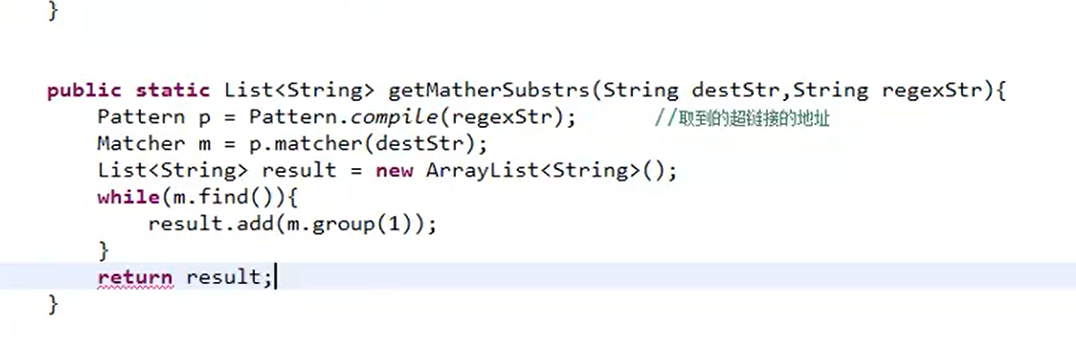 }
public static List<String> getMatherSubstrs(String destStr,String regexStr){
Pattern p = Pattern.compile(regexStr); //取到的超链接的地址
Matcher m = p.matcher(destStr);
List<String> result = new ArrayList<String>();
while(m.find()){
result.add(m.group(1));
}
return result;
}